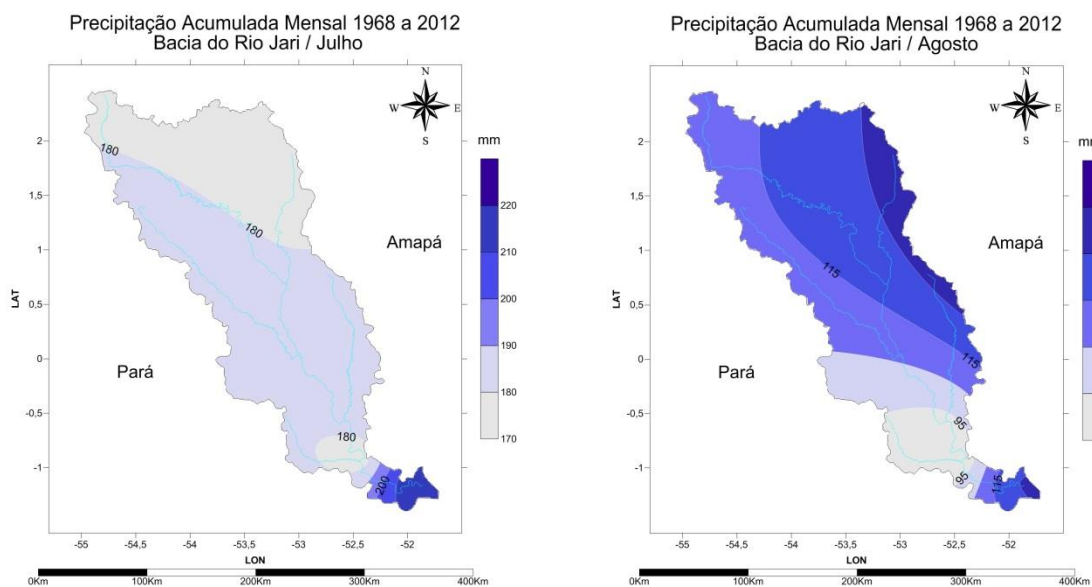 Precipitação Acumulada Mensal 1968 a 2012
Bacia do Rio Jari / Julho
N
W E
S
mm
2
1,5
1
0,5
0
-0,5
-1
LAT
180
180
180
200
Amapá
Pará
220
210
200
190
180
170
-55 -54,5 -54 -53,5 -53 -52,5 -52
LON
0Km 100Km 200Km 300Km 400Km
Precipitação Acumulada Mensal 1968 a 2012
Bacia do Rio Jari / Agosto
N
W E
S
mm
2
1,5
1
0,5
0
-0,5
-1
LAT
115
115
95
95
115
Amapá
Pará
-55 -54,5 -54 -53,5 -53 -52,5 -52
LON
0Km 100Km 200Km 300Km 400Km